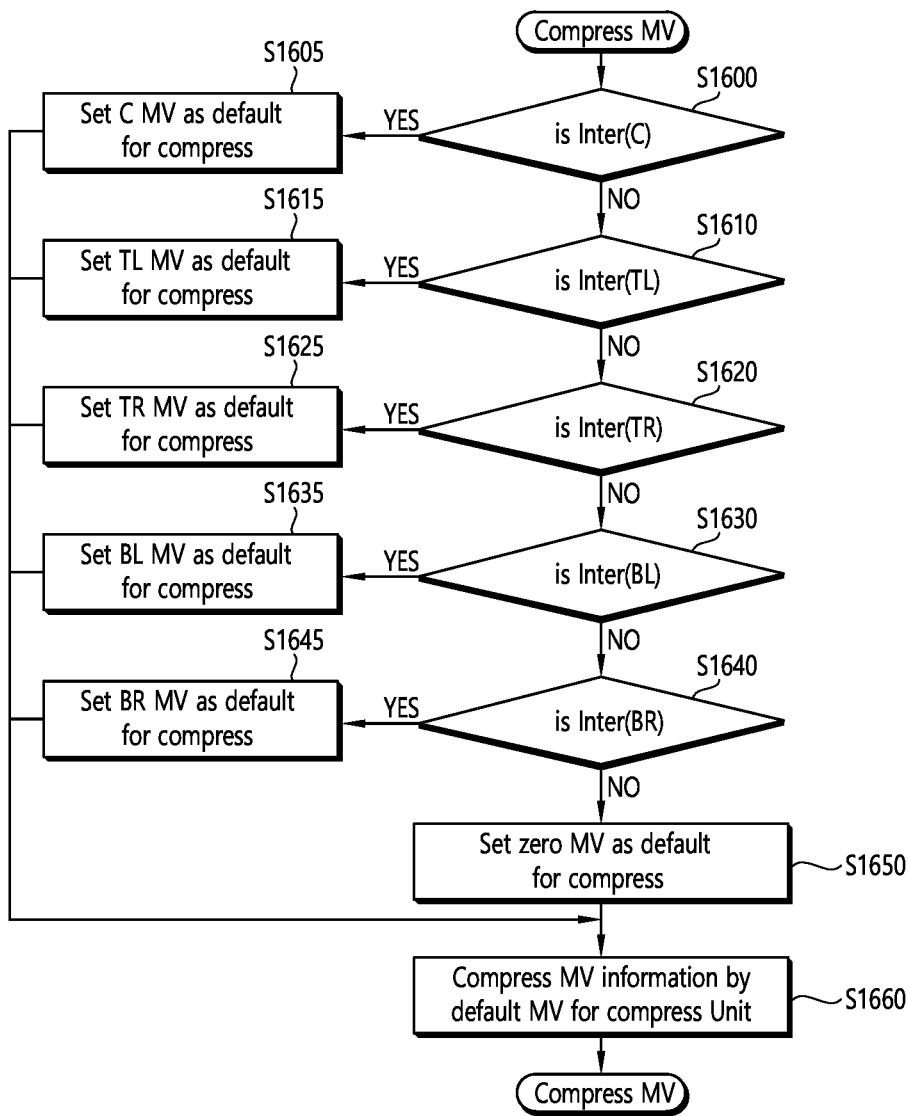 Compress MV
S1605
S1600
Set C MV as default
for compress
YES
is Inter(C)
NO
S1615
S1610
Set TL MV as default
for compress
YES
is Inter(TL)
NO
S1625
S1620
Set TR MV as default
for compress
YES
is Inter(TR)
NO
S1635
S1630
Set BL MV as default
for compress
YES
is Inter(BL)
NO
S1645
S1640
Set BR MV as default
for compress
YES
is Inter(BR)
NO
Set zero MV as default
for compress
S1650
Compress MV information by
default MV for compress Unit
S1660
Compress MV